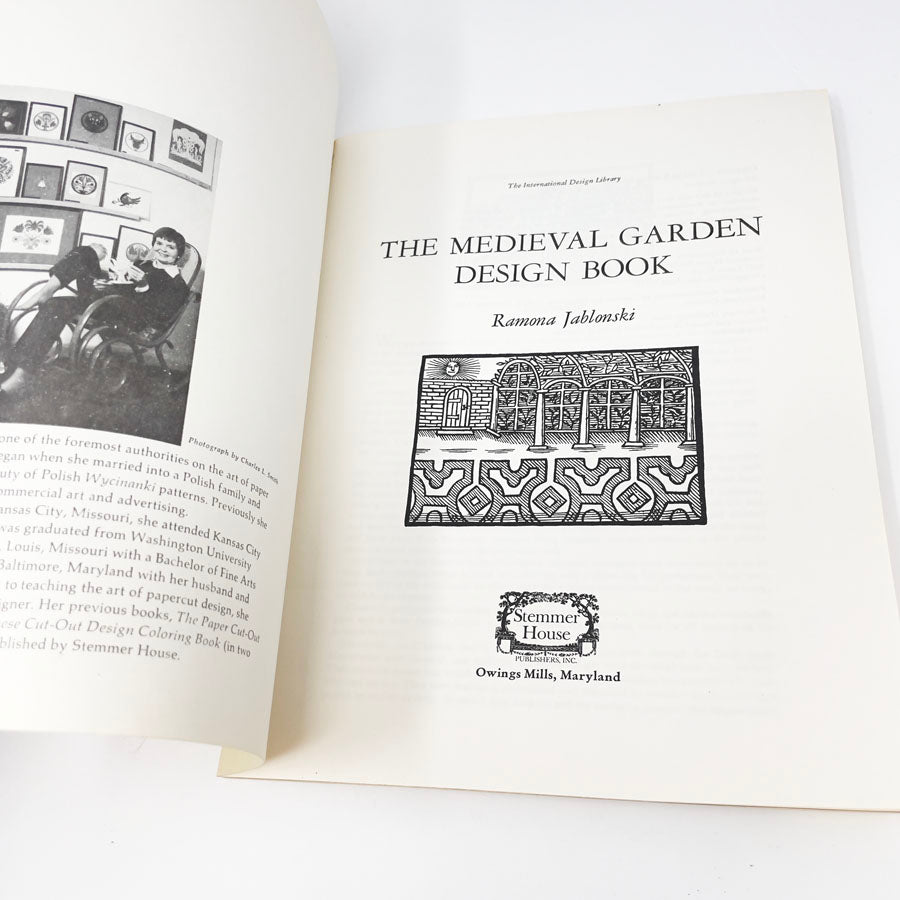 Photograph by Charles L. Smith
one of the foremost authorities on the art of paper
egan when she married into a Polish family and
uty of Polish Wycinanki patterns. Previously she
ommercial art and advertising.
ansas City, Missouri, she attended Kansas City
was graduated from Washington University
. Louis, Missouri with a Bachelor of Fine Arts
Baltimore, Maryland with her husband and
to teaching the art of papercut design, she
igner. Her previous books, The Paper Cut-Out
ese Cut-Out Design Coloring Book (in two
blished by Stemmer House.
The International Design Library
THE MEDIEVAL GARDEN
DESIGN BOOK
Ramona Jablonski
Stemmer
House
PUBLISHERS, INC.
Owings Mills, Maryland